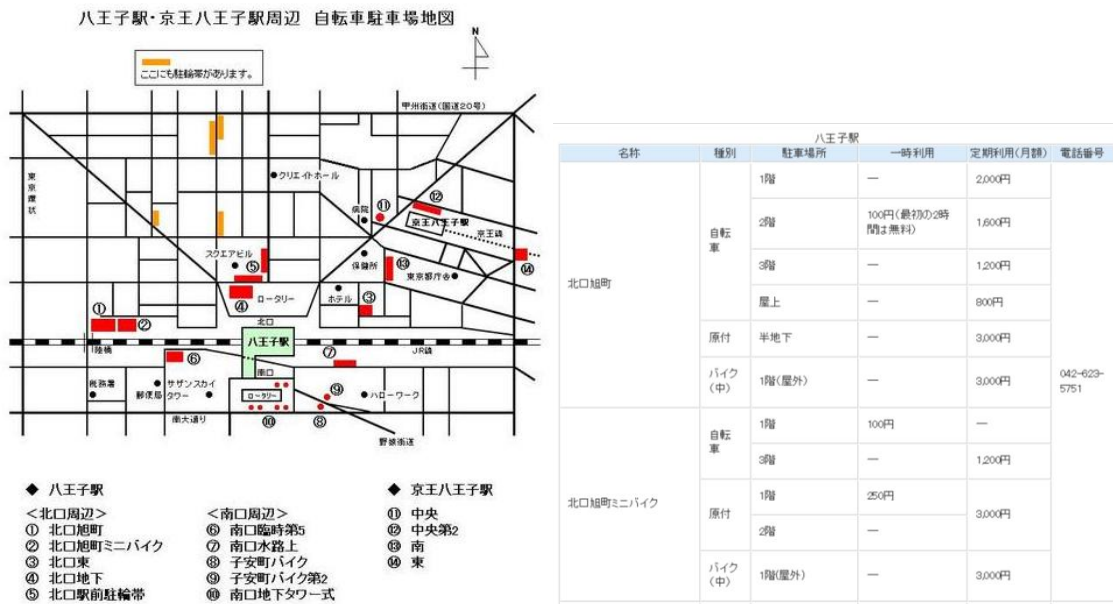 八王子駅・京王八王子駅周辺 自転車駐車場地図
N
ここにも駐輪帯があります。
甲州街道(国道20号)
東京環状
クリエイトホール
病院
⑪
⑫
京王八王子駅
京王線
スクエアビル
⑤
保健所
⑬
東京都庁舎
⑭
①
②
④
ロータリー
ホテル
③
北口
八王子駅
陸橋
⑥
⑦
JR線
南口
税務署
郵便局
サザンスカイ
タワー
ロータリー
⑨
ハローワーク
南大通り
⑩
⑧
野猿街道
◆ 八王子駅
<北口周辺>
① 北口旭町
② 北口旭町ミニバイク
③ 北口東
④ 北口地下
⑤ 北口駅前駐輪帯
<南口周辺>
⑥ 南口臨時第5
⑦ 南口水路上
⑧ 子安町バイク
⑨ 子安町バイク第2
⑩ 南口地下タワー式
◆ 京王八王子駅
⑪ 中央
⑫ 中央第2
⑬ 南
⑭ 東
八王子駅
名称 種別 駐車場所 一時利用 定期利用(月額) 電話番号
北口旭町
自転車
1階 — 2,000円
2階 100円(最初の2時間は無料) 1,600円
3階 — 1,200円
屋上 — 800円
原付 半地下 — 3,000円
バイク(中) 1階(屋外) — 3,000円
042-623-5751
北口旭町ミニバイク
自転車
1階 100円 —
3階 — 1,200円
原付
1階 250円
3,000円
2階 —
バイク(中) 1階(屋外) — 3,000円